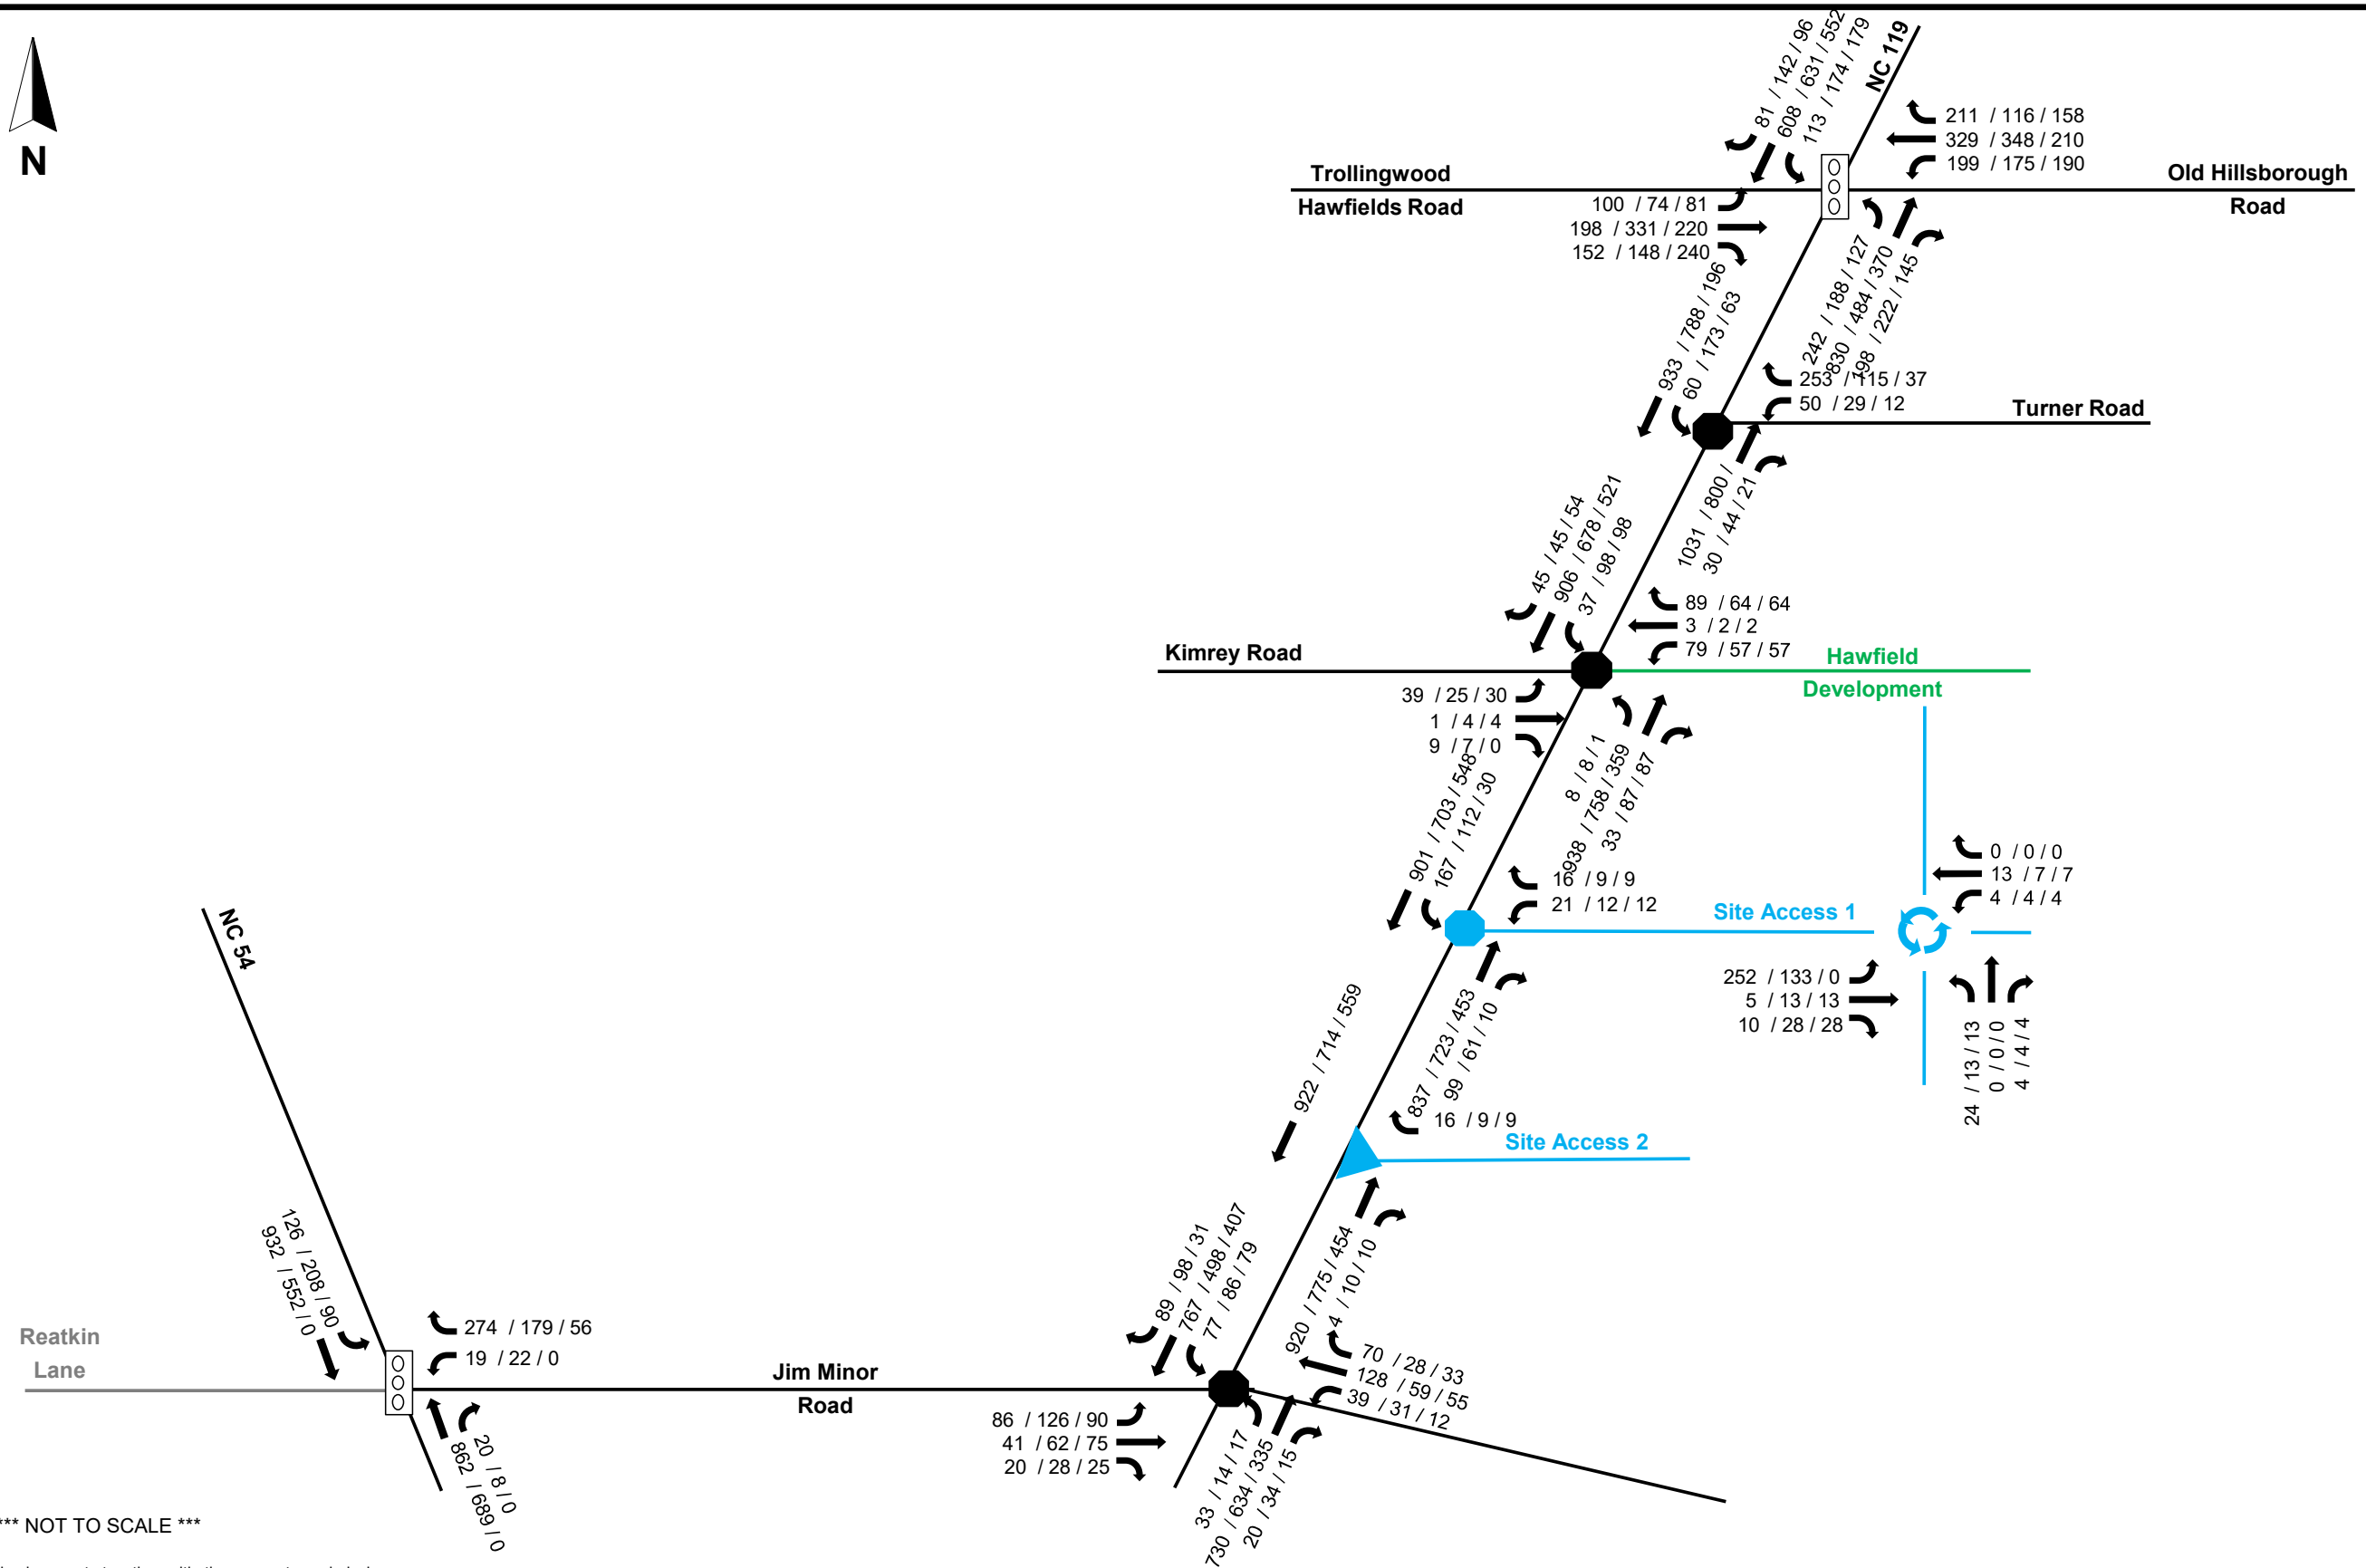 N
NC 119
81 / 142 / 96
608 / 631 / 552
113 / 174 / 179
211 / 116 / 158
329 / 348 / 210
199 / 175 / 190
Trollingwood
Hawfields Road
Old Hillsborough
Road
100 / 74 / 81
198 / 331 / 220
152 / 148 / 240
242 / 188 / 127
830 / 484 / 370
198 / 222 / 145
933 / 788 / 196
60 / 173 / 63
253 / 115 / 37
50 / 29 / 12
Turner Road
1031 / 800 /
30 / 44 / 21
45 / 45 / 54
906 / 678 / 521
37 / 98 / 98
89 / 64 / 64
3 / 2 / 2
79 / 57 / 57
Kimrey Road
Hawfield
Development
39 / 25 / 30
1 / 4 / 4
9 / 7 / 0
8 / 8 / 1
938 / 758 / 359
33 / 87 / 87
901 / 703 / 548
167 / 112 / 30
16 / 9 / 9
21 / 12 / 12
Site Access 1
0 / 0 / 0
13 / 7 / 7
4 / 4 / 4
252 / 133 / 0
5 / 13 / 13
10 / 28 / 28
24 / 13 / 13
0 / 0 / 0
4 / 4 / 4
837 / 723 / 453
99 / 61 / 10
922 / 714 / 559
16 / 9 / 9
Site Access 2
920 / 775 / 454
4 / 10 / 10
NC 54
126 / 208 / 90
932 / 552 / 0
274 / 179 / 56
19 / 22 / 0
Reatkin
Lane
862 / 689 / 0
20 / 8 / 0
Jim Minor
Road
89 / 98 / 31
767 / 498 / 407
77 / 86 / 79
70 / 28 / 33
128 / 59 / 55
39 / 31 / 12
86 / 126 / 90
41 / 62 / 75
20 / 28 / 25
33 / 14 / 17
730 / 634 / 335
20 / 34 / 15
*** NOT TO SCALE ***